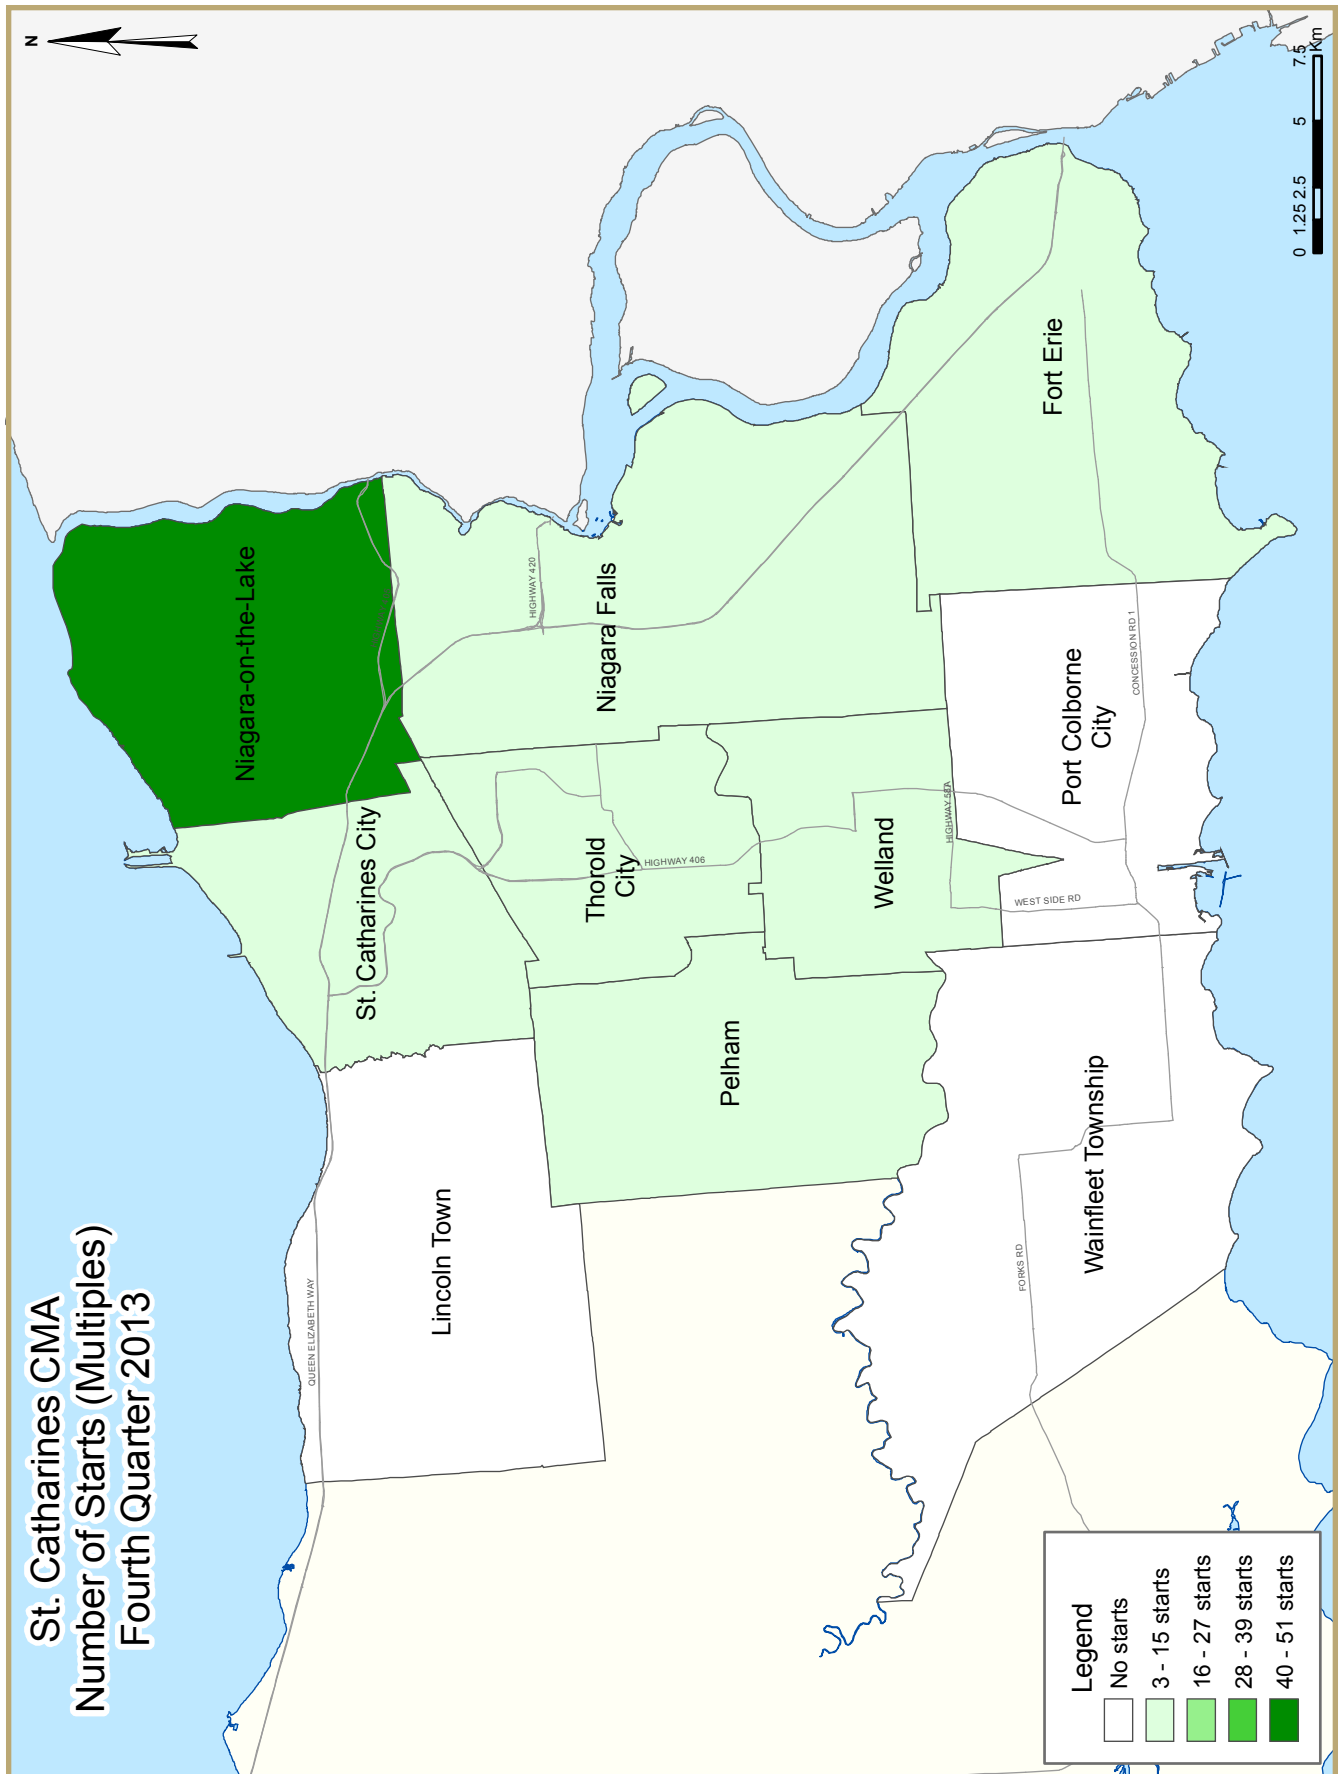 St. Catharines CMA
Number of Starts (Multiples)
Fourth Quarter 2013
N
Niagara-on-the-Lake
St. Catharines City
Lincoln Town
QUEEN ELIZABETH WAY
HIGHWAY 420
Niagara Falls
Thorold
City
HIGHWAY 406
Pelham
Welland
HIGHWAY 58A
Fort Erie
Port Colborne
City
CONCESSION RD 1
WEST SIDE RD
Wainfleet Township
FORKS RD
Legend
No starts
3 - 15 starts
16 - 27 starts
28 - 39 starts
40 - 51 starts
0 1.25 2.5 5 7.5
Km